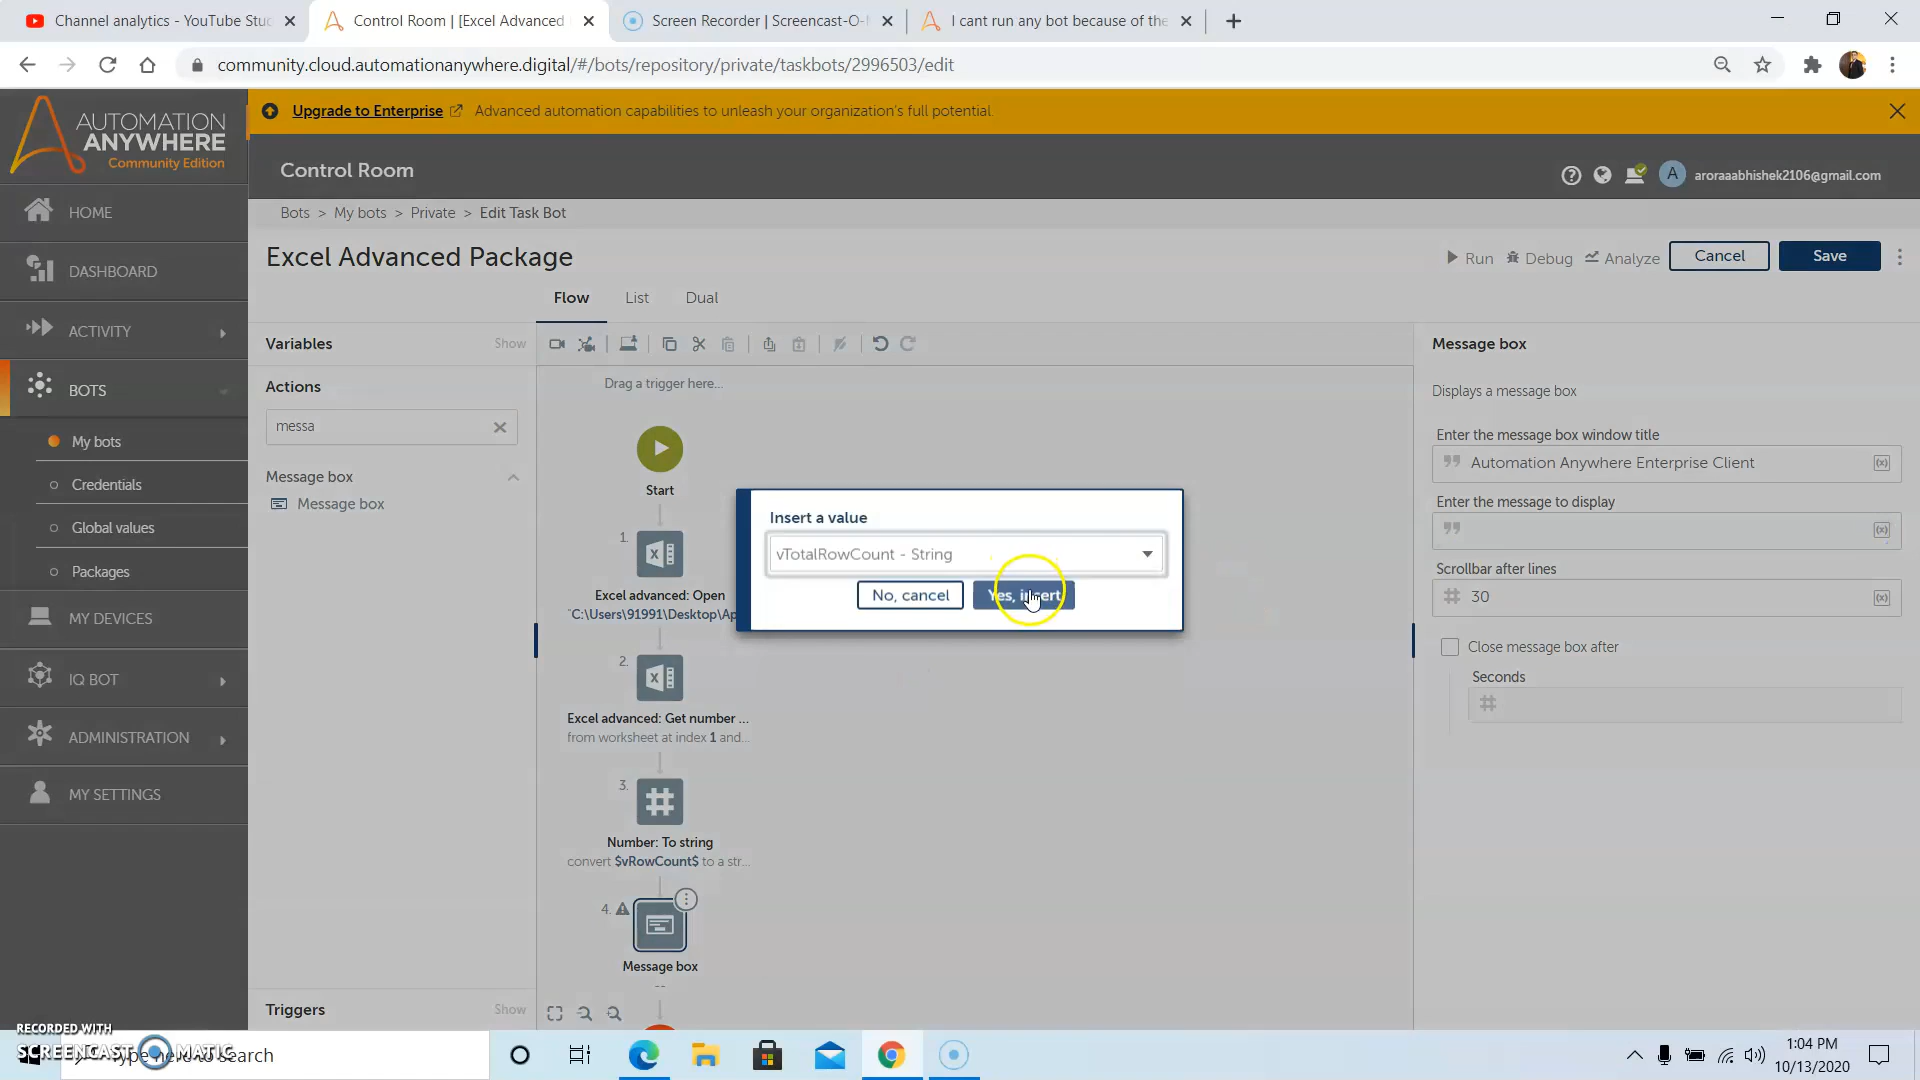 Channel analytics - YouTube Stud
Control Room | [Excel Advanced
Screen Recorder | Screencast-O-
I cant run any bot because of the
community.cloud.automationanywhere.digital/#/bots/repository/private/taskbots/2996503/edit
AUTOMATION
ANYWHERE
Community Edition
Upgrade to Enterprise
Advanced automation capabilities to unleash your organization's full potential.
Control Room
A
aroraaabhishek2106@gmail.com
HOME
DASHBOARD
ACTIVITY
BOTS
My bots
Credentials
Global values
Packages
MY DEVICES
IQ BOT
ADMINISTRATION
MY SETTINGS
Bots > My bots > Private > Edit Task Bot
Excel Advanced Package
Run
Debug
Analyze
Cancel
Save
Flow
List
Dual
Variables
Show
Actions
messa
Message box
Message box
Triggers
Show
Drag a trigger here...
Start
1.
Excel advanced: Open
"C:\Users\91991\Desktop\Ap
2.
Excel advanced: Get number ...
from worksheet at index 1 and...
3.
Number: To string
convert $vRowCount$ to a str...
4.
Message box
--
Insert a value
vTotalRowCount - String
No, cancel
Yes, insert
Message box
Displays a message box
Enter the message box window title
Automation Anywhere Enterprise Client
(x)
Enter the message to display
(x)
Scrollbar after lines
30
(x)
Close message box after
Seconds
RECORDED WITH
SCREENCAST MATIC
Type here to search
1:04 PM
10/13/2020